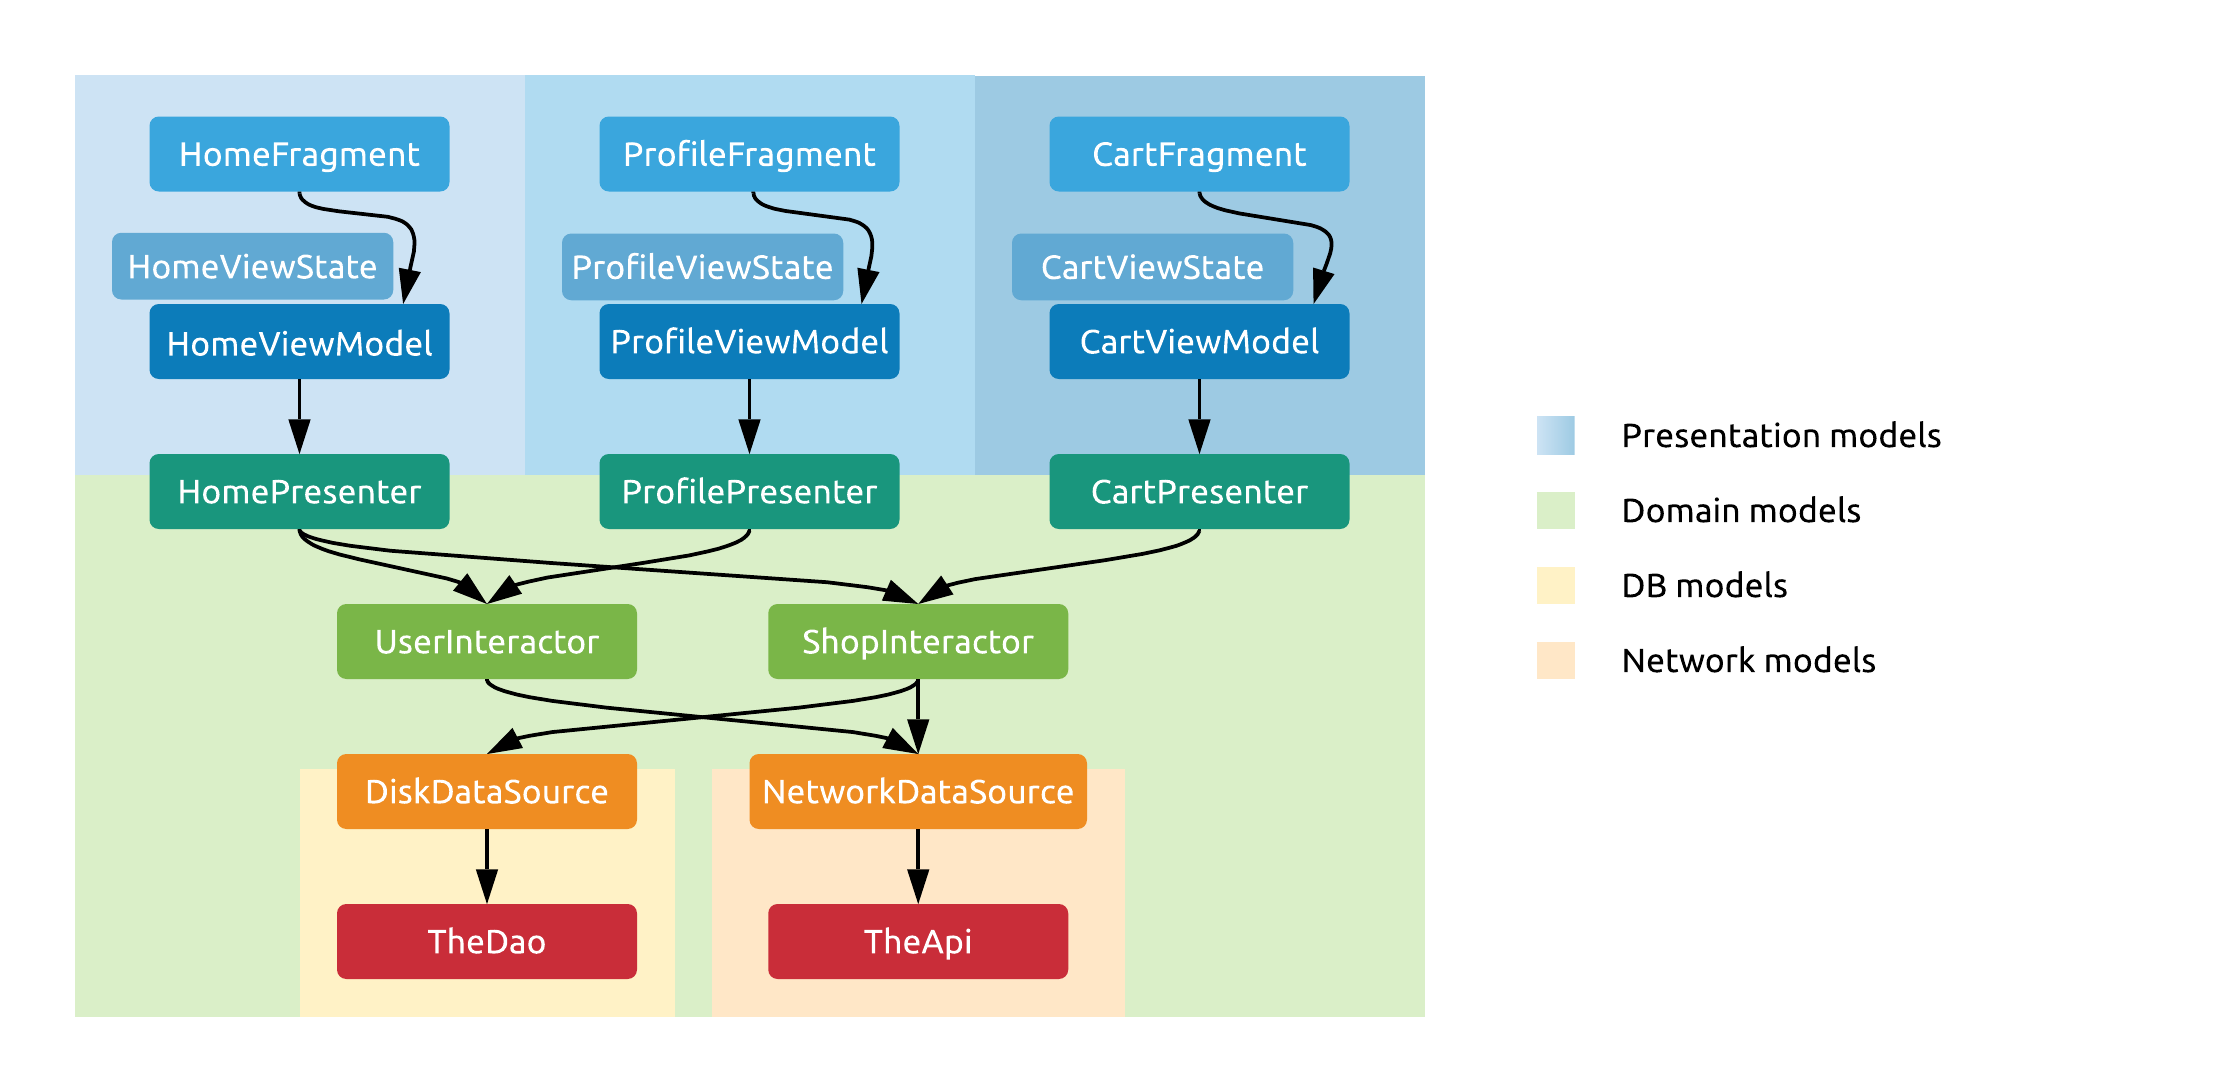 HomeFragment
ProfileFragment
CartFragment
HomeViewState
ProfileViewState
CartViewState
HomeViewModel
ProfileViewModel
CartViewModel
HomePresenter
ProfilePresenter
CartPresenter
UserInteractor
ShopInteractor
DiskDataSource
NetworkDataSource
TheDao
TheApi
Presentation models
Domain models
DB models
Network models